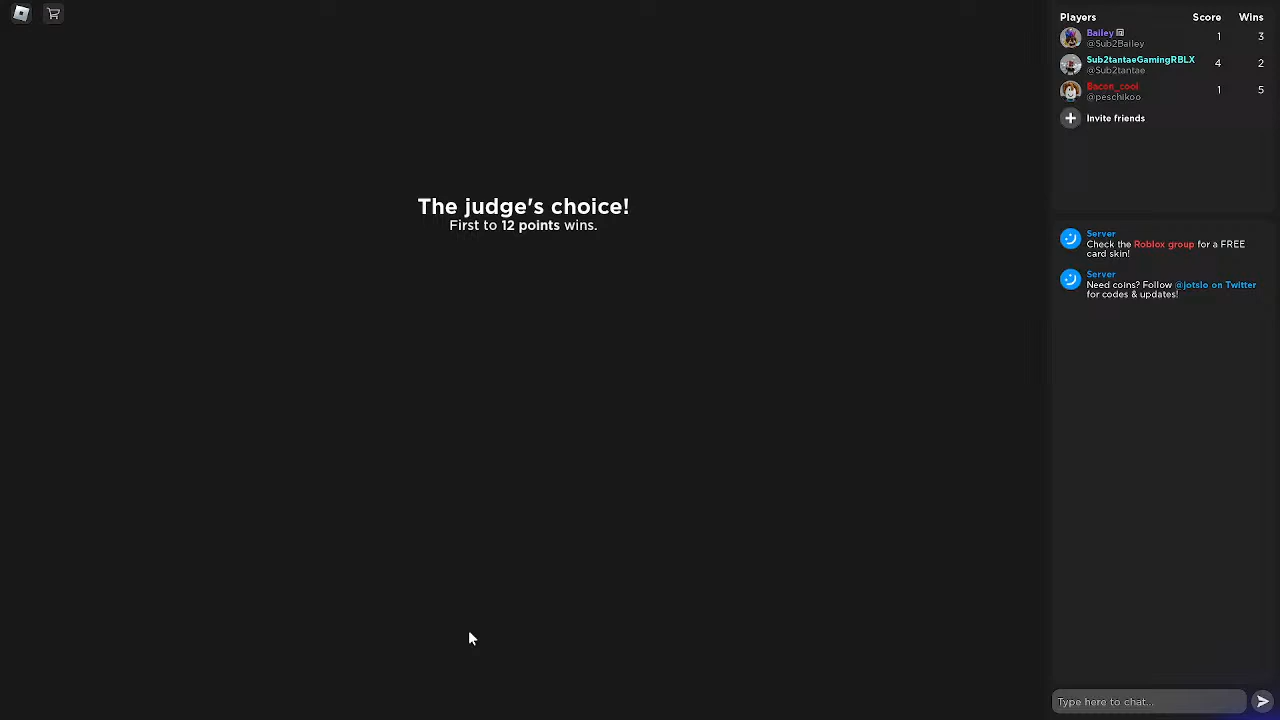 Players Score Wins
Bailey 1 3
@Sub2Bailey
Sub2tantaeGamingRBLX 4 2
@Sub2tantae
Bacon_cool 1 5
@peschikoo
Invite friends
The judge's choice!
First to 12 points wins.
Server
Check the Roblox group for a FREE
card skin!
Server
Need coins? Follow @jotslo on Twitter
for codes & updates!
Type here to chat...